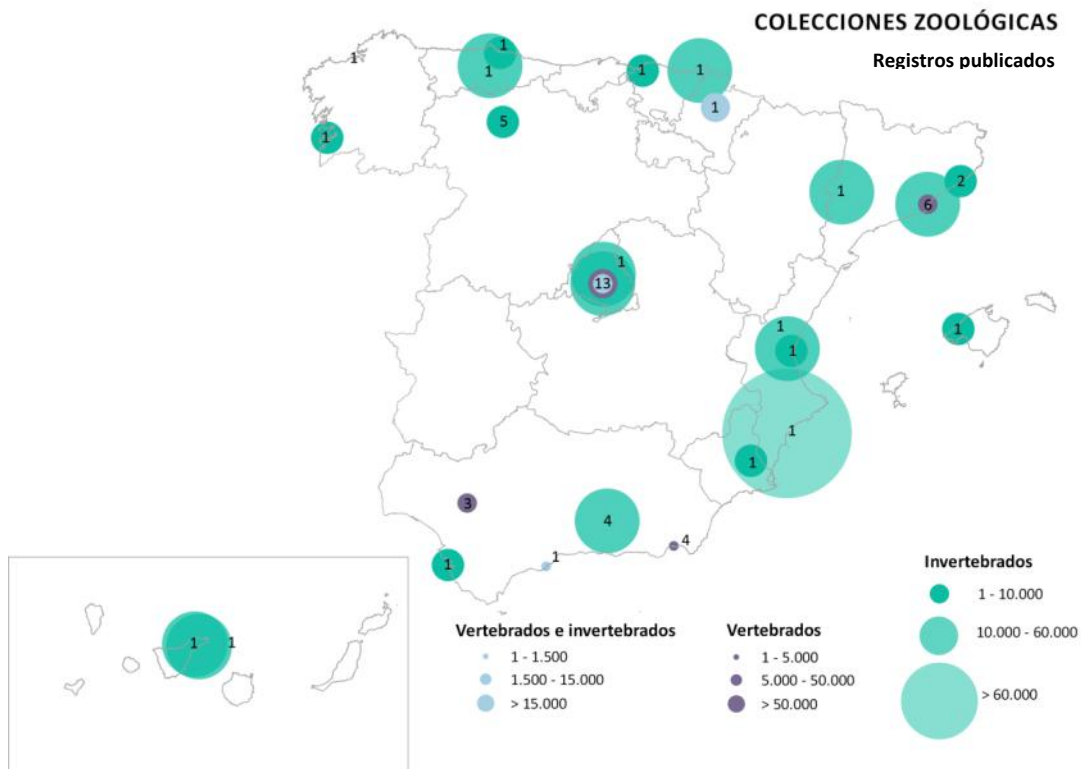 COLECCIONES ZOOLÓGICAS
Registros publicados
1
1
1
1
1
1
5
1
2
1
6
1
13
1
1
1
1
1
3
4
4
1
1
1
1
Invertebrados
1 - 10.000
10.000 - 60.000
> 60.000
Vertebrados e invertebrados
1 - 1.500
1.500 - 15.000
> 15.000
Vertebrados
1 - 5.000
5.000 - 50.000
> 50.000